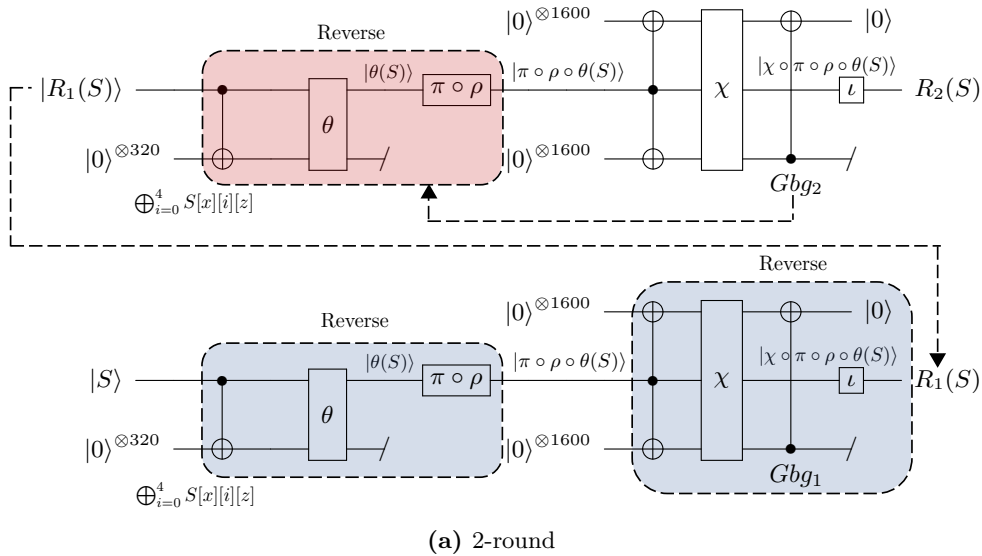 |0⟩^{⊗1600} |0⟩
Reverse
|R_1(S)⟩ |θ(S)⟩ π ∘ ρ |π ∘ ρ ∘ θ(S)⟩ χ |χ ∘ π ∘ ρ ∘ θ(S)⟩ ι R_2(S)
θ
|0⟩^{⊗320} |0⟩^{⊗1600}
Gbg_2
⨁_{i=0}^{4} S[x][i][z]
Reverse
|0⟩^{⊗1600} |0⟩
Reverse
|S⟩ |θ(S)⟩ π ∘ ρ |π ∘ ρ ∘ θ(S)⟩ χ |χ ∘ π ∘ ρ ∘ θ(S)⟩ ι R_1(S)
θ
|0⟩^{⊗320} |0⟩^{⊗1600}
Gbg_1
⨁_{i=0}^{4} S[x][i][z]
(a) 2-round